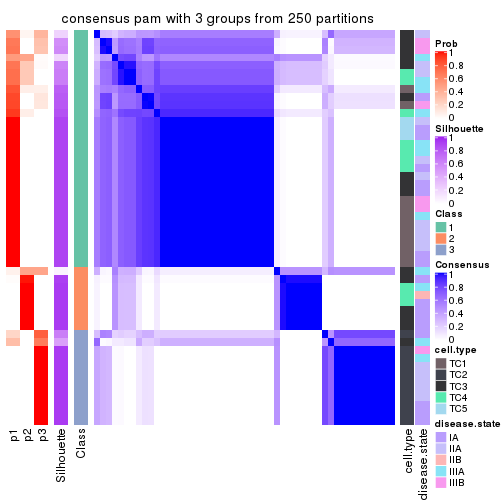 consensus pam with 3 groups from 250 partitions
Prob
1
0.8
0.6
0.4
0.2
0
Silhouette
1
0.8
0.6
0.4
0.2
0
Class
1
2
3
Consensus
1
0.8
0.6
0.4
0.2
0
cell.type
TC1
TC2
TC3
TC4
TC5
disease.state
IA
IIA
IIB
IIIA
IIIB
p1
p2
p3
Silhouette
Class
cell.type
disease.state